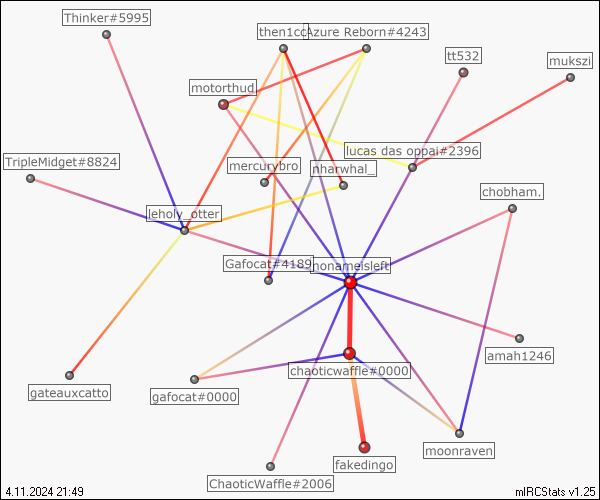 Thinker#5995
then1cc
Azure Reborn#4243
tt532
mukszi
motorthud
lucas das oppai#2396
TripleMidget#8824
mercurybro
nharwhal_
chobham.
leholy_otter
Gafocat#4189
nonameisleft
amah1246
chaoticwaffle#0000
gateauxcatto
gafocat#0000
moonraven
fakedingo
ChaoticWaffle#2006
4.11.2024 21:49
mIRCStats v1.25